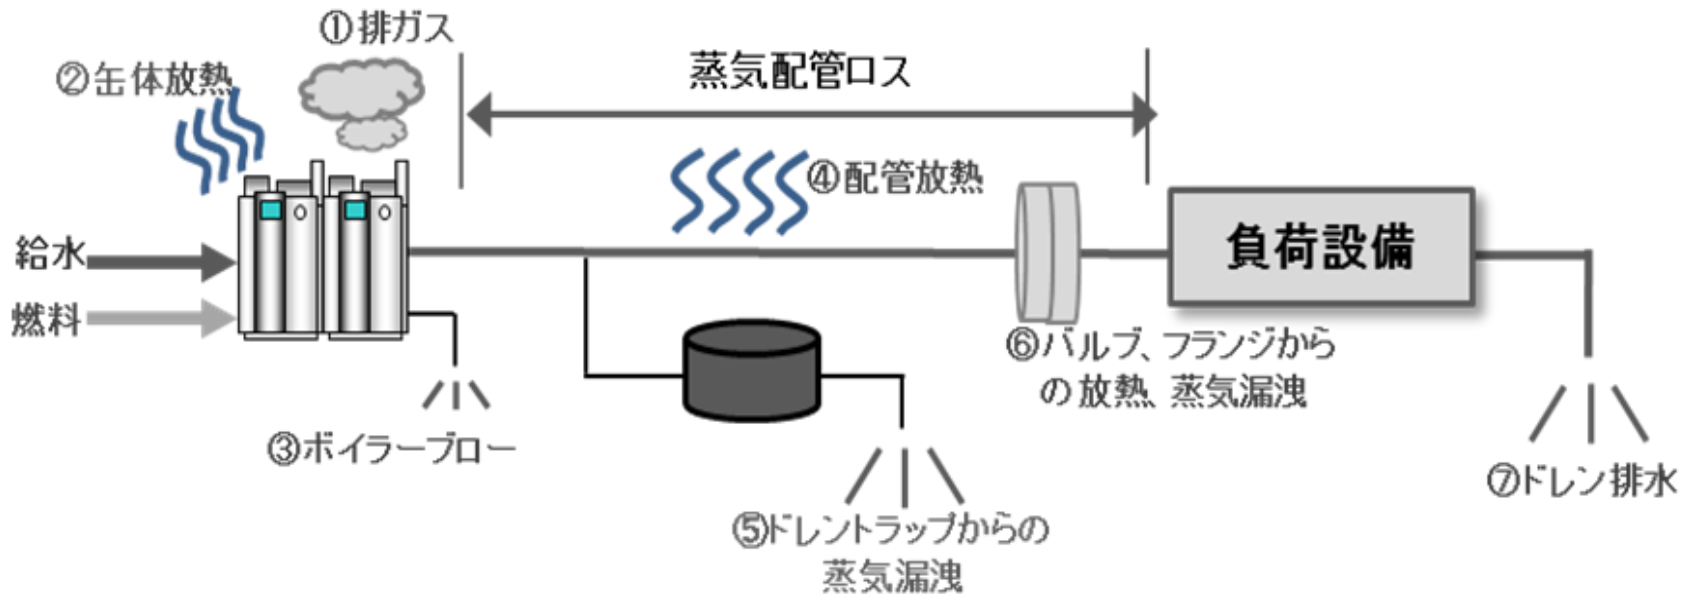 ①排ガス
②缶体放熱
蒸気配管ロス
④配管放熱
給水
燃料
負荷設備
③ボイラーブロー
⑥バルブ、フランジから
の放熱、蒸気漏洩
⑤ドレントラップからの
蒸気漏洩
⑦ドレン排水